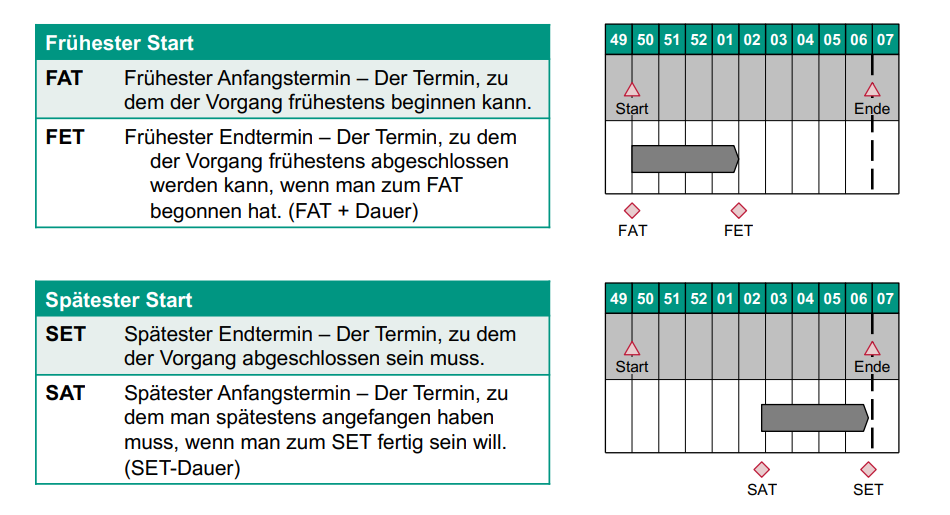 Frühester Start
FAT Frühester Anfangstermin – Der Termin, zu
dem der Vorgang frühestens beginnen kann.
FET Frühester Endtermin – Der Termin, zu dem
der Vorgang frühestens abgeschlossen
werden kann, wenn man zum FAT
begonnen hat. (FAT + Dauer)
49 50 51 52 01 02 03 04 05 06 07
Start Ende
FAT FET
Spätester Start
SET Spätester Endtermin – Der Termin, zu dem
der Vorgang abgeschlossen sein muss.
SAT Spätester Anfangstermin – Der Termin, zu
dem man spätestens angefangen haben
muss, wenn man zum SET fertig sein will.
(SET-Dauer)
49 50 51 52 01 02 03 04 05 06 07
Start Ende
SAT SET